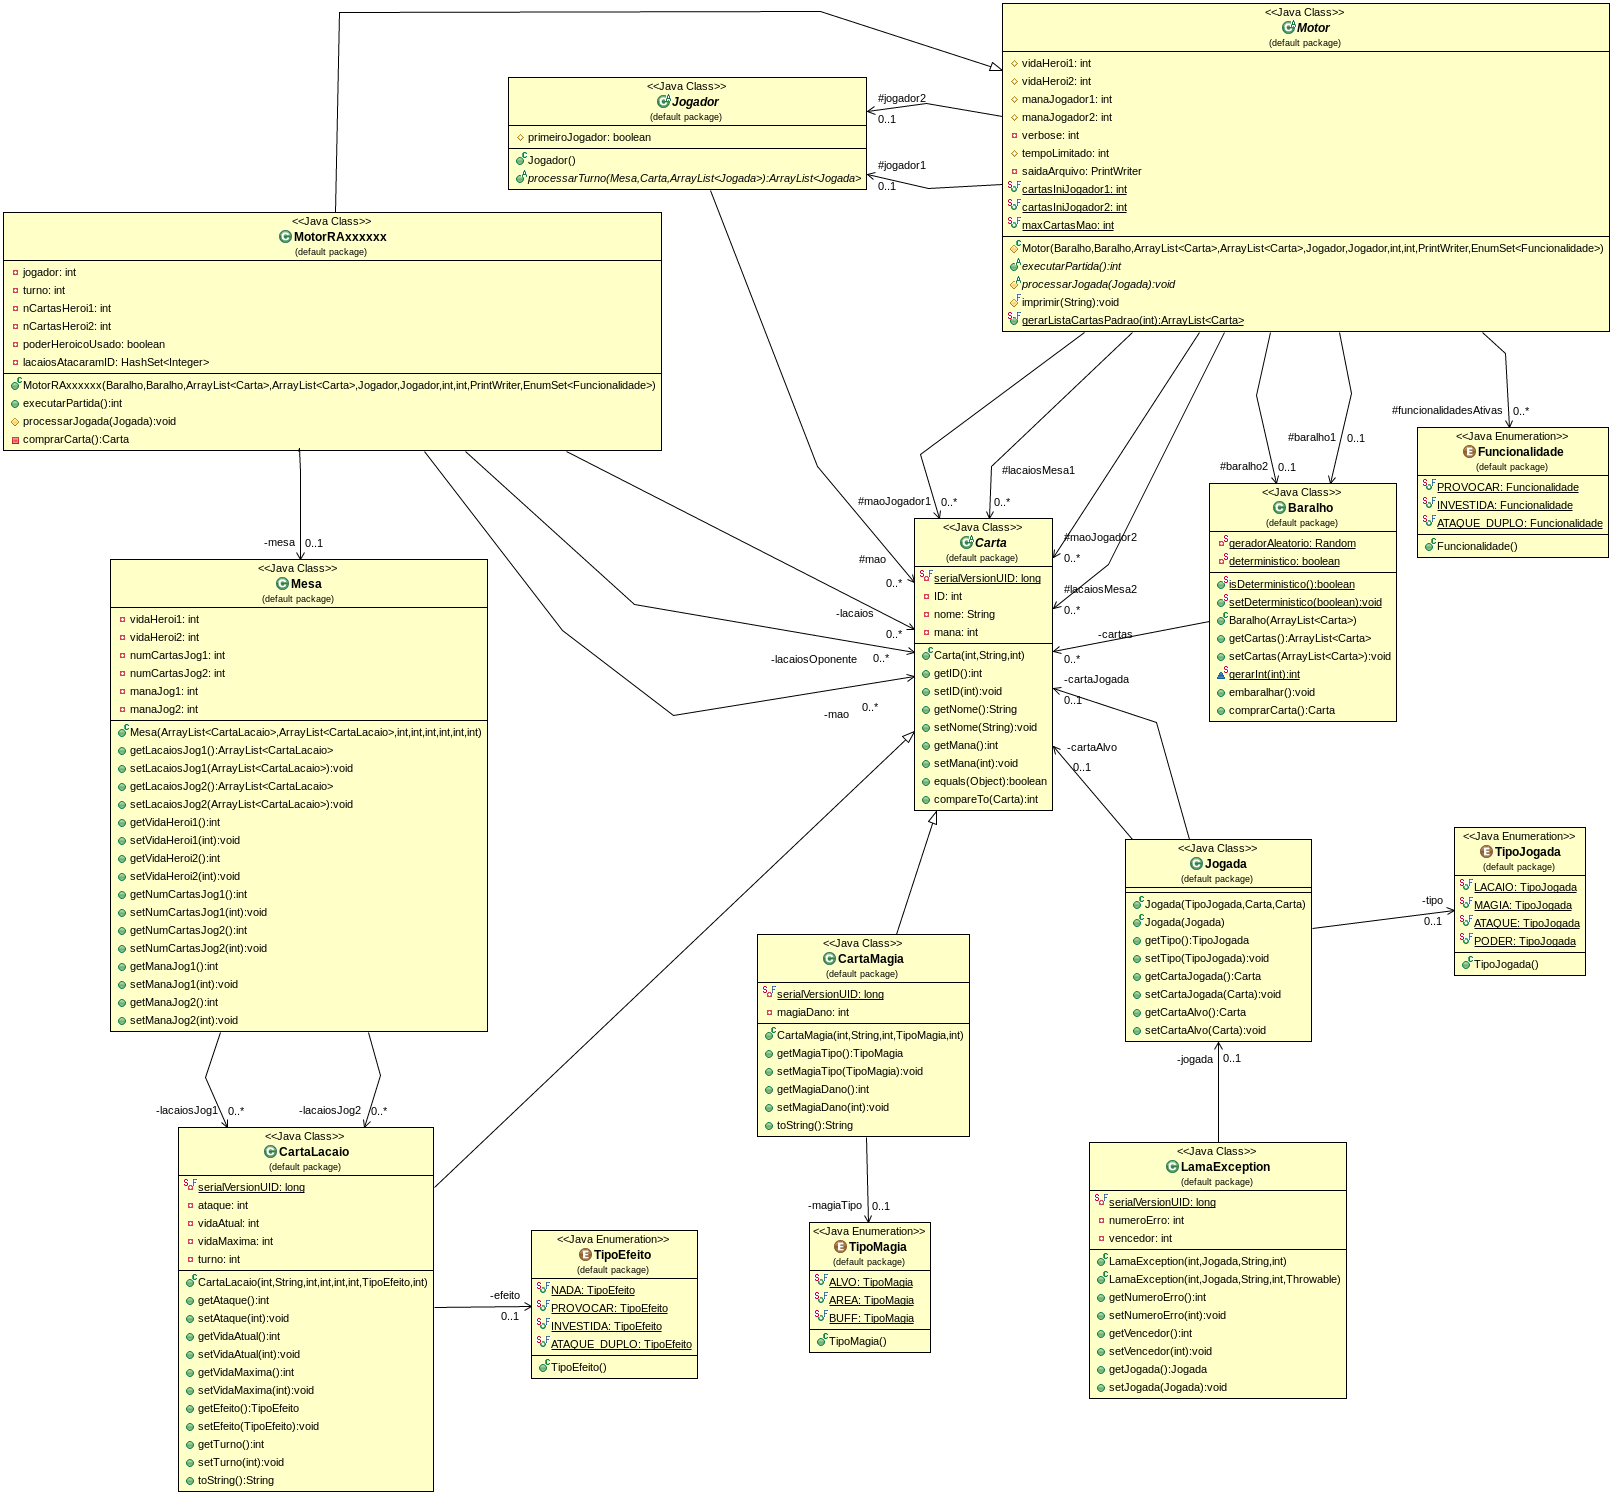 <<Java Class>>
Motor
(default package)
vidaHeroi1: int
vidaHeroi2: int
manaJogador1: int
manaJogador2: int
verbose: int
tempoLimitado: int
saidaArquivo: PrintWriter
cartasIniJogador1: int
cartasIniJogador2: int
maxCartasMao: int
Motor(Baralho,Baralho,ArrayList<Carta>,ArrayList<Carta>,Jogador,Jogador,int,int,PrintWriter,EnumSet<Funcionalidade>)
executarPartida():int
processarJogada(Jogada):void
imprimir(String):void
gerarListaCartasPadrao(int):ArrayList<Carta>
<<Java Class>>
Jogador
(default package)
primeiroJogador: boolean
Jogador()
processarTurno(Mesa,Carta,ArrayList<Jogada>):ArrayList<Jogada>
#jogador2
0..1
#jogador1
0..1
<<Java Class>>
MotorRAxxxxxx
(default package)
jogador: int
turno: int
nCartasHeroi1: int
nCartasHeroi2: int
poderHeroicoUsado: boolean
lacaiosAtacaramID: HashSet<Integer>
MotorRAxxxxxx(Baralho,Baralho,ArrayList<Carta>,ArrayList<Carta>,Jogador,Jogador,int,int,PrintWriter,EnumSet<Funcionalidade>)
executarPartida():int
processarJogada(Jogada):void
comprarCarta():Carta
#funcionalidadesAtivas
0..*
#baralho1
0..1
#baralho2
0..1
#lacaiosMesa1
0..*
#maoJogador1
0..*
#maoJogador2
0..*
#lacaiosMesa2
0..*
#mao
0..*
-lacaios
0..*
-lacaiosOponente
0..*
-mao
0..*
-mesa
0..1
-cartas
0..*
-cartaJogada
0..1
-cartaAlvo
0..1
<<Java Enumeration>>
Funcionalidade
(default package)
PROVOCAR: Funcionalidade
INVESTIDA: Funcionalidade
ATAQUE_DUPLO: Funcionalidade
Funcionalidade()
<<Java Class>>
Baralho
(default package)
geradorAleatorio: Random
deterministico: boolean
isDeterministico():boolean
setDeterministico(boolean):void
Baralho(ArrayList<Carta>)
getCartas():ArrayList<Carta>
setCartas(ArrayList<Carta>):void
gerarInt(int):int
embaralhar():void
comprarCarta():Carta
<<Java Class>>
Carta
(default package)
serialVersionUID: long
ID: int
nome: String
mana: int
Carta(int,String,int)
getID():int
setID(int):void
getNome():String
setNome(String):void
getMana():int
setMana(int):void
equals(Object):boolean
compareTo(Carta):int
<<Java Class>>
Mesa
(default package)
vidaHeroi1: int
vidaHeroi2: int
numCartasJog1: int
numCartasJog2: int
manaJog1: int
manaJog2: int
Mesa(ArrayList<CartaLacaio>,ArrayList<CartaLacaio>,int,int,int,int,int,int)
getLacaiosJog1():ArrayList<CartaLacaio>
setLacaiosJog1(ArrayList<CartaLacaio>):void
getLacaiosJog2():ArrayList<CartaLacaio>
setLacaiosJog2(ArrayList<CartaLacaio>):void
getVidaHeroi1():int
setVidaHeroi1(int):void
getVidaHeroi2():int
setVidaHeroi2(int):void
getNumCartasJog1():int
setNumCartasJog1(int):void
getNumCartasJog2():int
setNumCartasJog2(int):void
getManaJog1():int
setManaJog1(int):void
getManaJog2():int
setManaJog2(int):void
<<Java Class>>
Jogada
(default package)
Jogada(TipoJogada,Carta,Carta)
Jogada(Jogada)
getTipo():TipoJogada
setTipo(TipoJogada):void
getCartaJogada():Carta
setCartaJogada(Carta):void
getCartaAlvo():Carta
setCartaAlvo(Carta):void
-tipo
0..1
<<Java Enumeration>>
TipoJogada
(default package)
LACAIO: TipoJogada
MAGIA: TipoJogada
ATAQUE: TipoJogada
PODER: TipoJogada
TipoJogada()
<<Java Class>>
CartaMagia
(default package)
serialVersionUID: long
magiaDano: int
CartaMagia(int,String,int,TipoMagia,int)
getMagiaTipo():TipoMagia
setMagiaTipo(TipoMagia):void
getMagiaDano():int
setMagiaDano(int):void
toString():String
-jogada
0..1
-lacaiosJog1
0..*
-lacaiosJog2
0..*
<<Java Class>>
CartaLacaio
(default package)
serialVersionUID: long
ataque: int
vidaAtual: int
vidaMaxima: int
turno: int
CartaLacaio(int,String,int,int,int,int,TipoEfeito,int)
getAtaque():int
setAtaque(int):void
getVidaAtual():int
setVidaAtual(int):void
getVidaMaxima():int
setVidaMaxima(int):void
getEfeito():TipoEfeito
setEfeito(TipoEfeito):void
getTurno():int
setTurno(int):void
toString():String
-efeito
0..1
<<Java Enumeration>>
TipoEfeito
(default package)
NADA: TipoEfeito
PROVOCAR: TipoEfeito
INVESTIDA: TipoEfeito
ATAQUE_DUPLO: TipoEfeito
TipoEfeito()
-magiaTipo
0..1
<<Java Enumeration>>
TipoMagia
(default package)
ALVO: TipoMagia
AREA: TipoMagia
BUFF: TipoMagia
TipoMagia()
<<Java Class>>
LamaException
(default package)
serialVersionUID: long
numeroErro: int
vencedor: int
LamaException(int,Jogada,String,int)
LamaException(int,Jogada,String,int,Throwable)
getNumeroErro():int
setNumeroErro(int):void
getVencedor():int
setVencedor(int):void
getJogada():Jogada
setJogada(Jogada):void